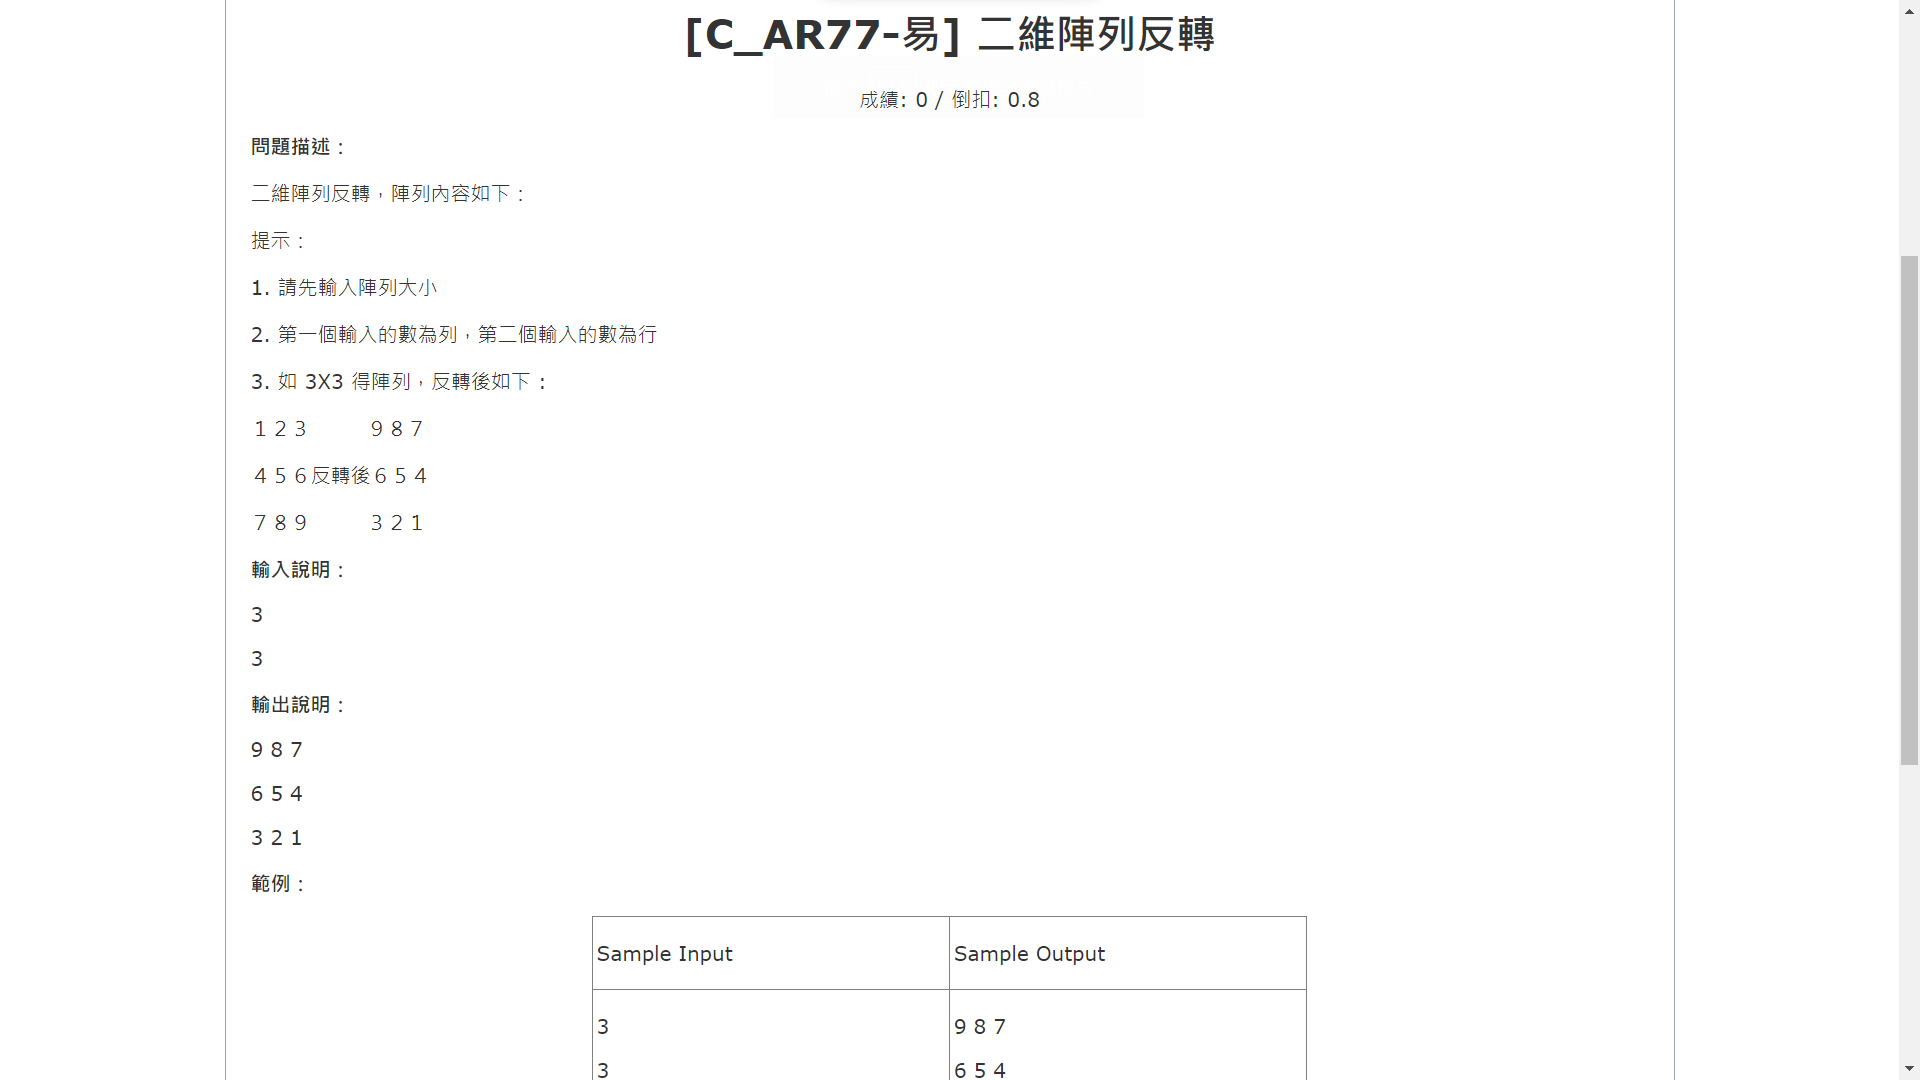 [C_AR77-易] 二維陣列反轉
成績: 0 / 倒扣: 0.8
問題描述：
二維陣列反轉，陣列內容如下：
提示：
1. 請先輸入陣列大小
2. 第一個輸入的數為列，第二個輸入的數為行
3. 如 3X3 得陣列，反轉後如下：
１２３　　　９８７
４５６反轉後６５４
７８９　　　３２１
輸入說明：
3
3
輸出說明：
9 8 7
6 5 4
3 2 1
範例：
Sample Input Sample Output
3 9 8 7
3 6 5 4